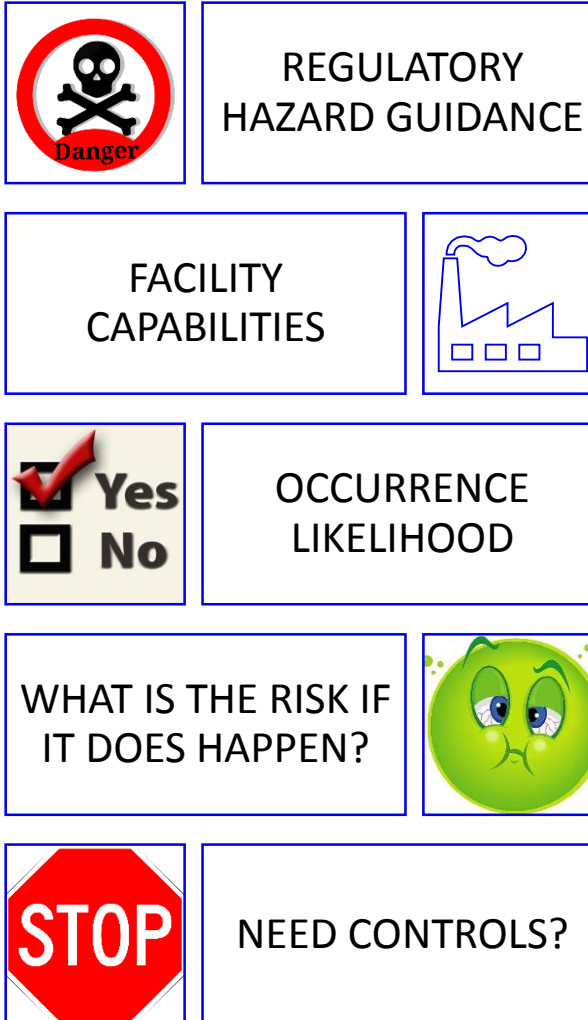 Danger
REGULATORY
HAZARD GUIDANCE
FACILITY
CAPABILITIES
Yes
No
OCCURRENCE
LIKELIHOOD
WHAT IS THE RISK IF
IT DOES HAPPEN?
STOP
NEED CONTROLS?